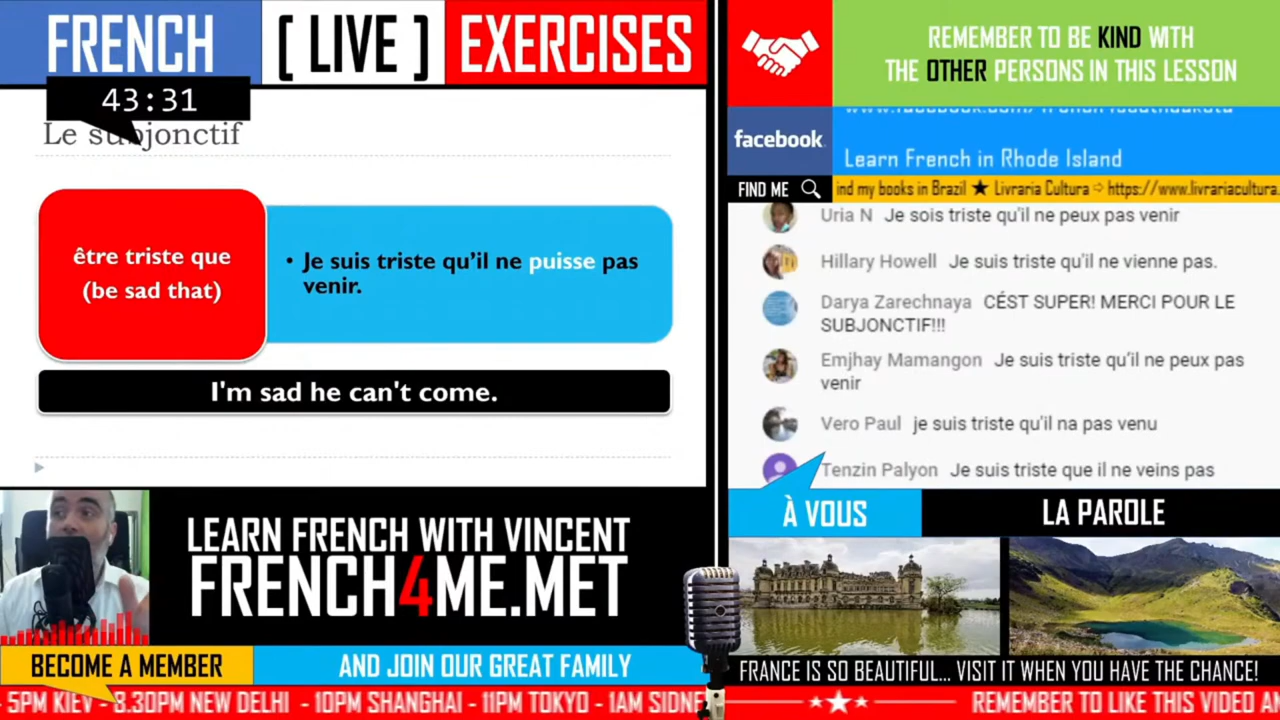 FRENCH [ LIVE ] EXERCISES
43:31
Le subjonctif
être triste que
(be sad that)
• Je suis triste qu'il ne puisse pas
venir.
I'm sad he can't come.
LEARN FRENCH WITH VINCENT
FRENCH4ME.MET
BECOME A MEMBER
AND JOIN OUR GREAT FAMILY
5PM KIEV - 8.30PM NEW DELHI - 10PM SHANGHAI - 11PM TOKYO - 1AM SIDNE
REMEMBER TO BE KIND WITH
THE OTHER PERSONS IN THIS LESSON
facebook.
Learn French in Rhode Island
FIND ME
ind my books in Brazil ★ Livraria Cultura ⇨ https://www.livrariacultura.
Uria N Je sois triste qu'il ne peux pas venir
Hillary Howell Je suis triste qu'il ne vienne pas.
Darya Zarechnaya CÉST SUPER! MERCI POUR LE
SUBJONCTIF!!!
Emjhay Mamangon Je suis triste qu'il ne peux pas
venir
Vero Paul je suis triste qu'il na pas venu
Tenzin Palyon Je suis triste que il ne veins pas
À VOUS
LA PAROLE
FRANCE IS SO BEAUTIFUL... VISIT IT WHEN YOU HAVE THE CHANCE!
REMEMBER TO LIKE THIS VIDEO AN